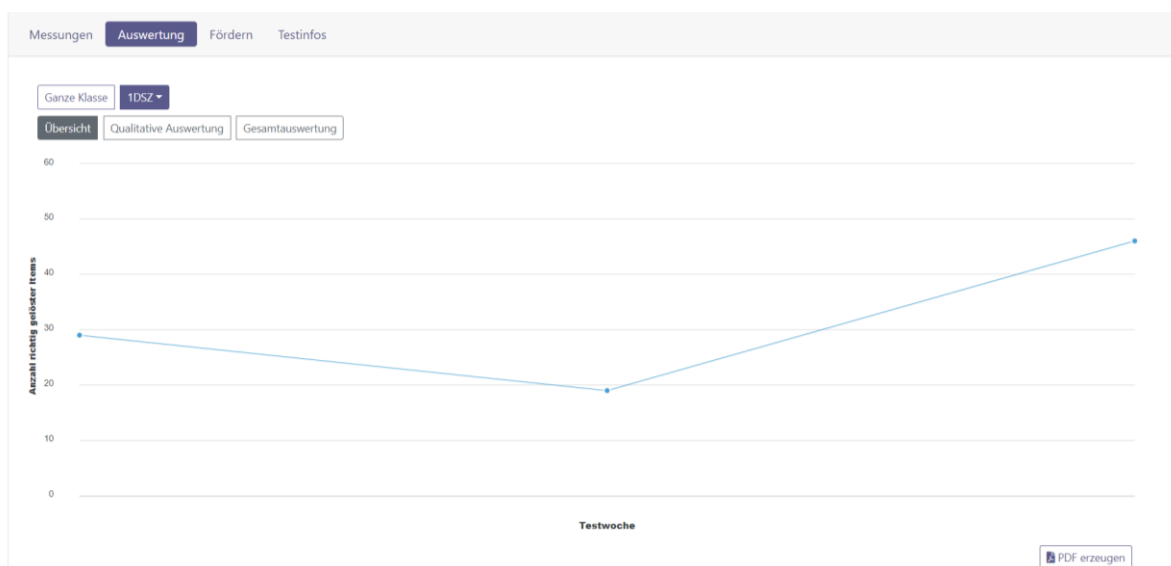 Messungen Auswertung Fördern Testinfos
Ganze Klasse 1DSZ
Übersicht Qualitative Auswertung Gesamtauswertung
60
50
40
30
20
10
0
Anzahl richtig gelöster Items
Testwoche
PDF erzeugen